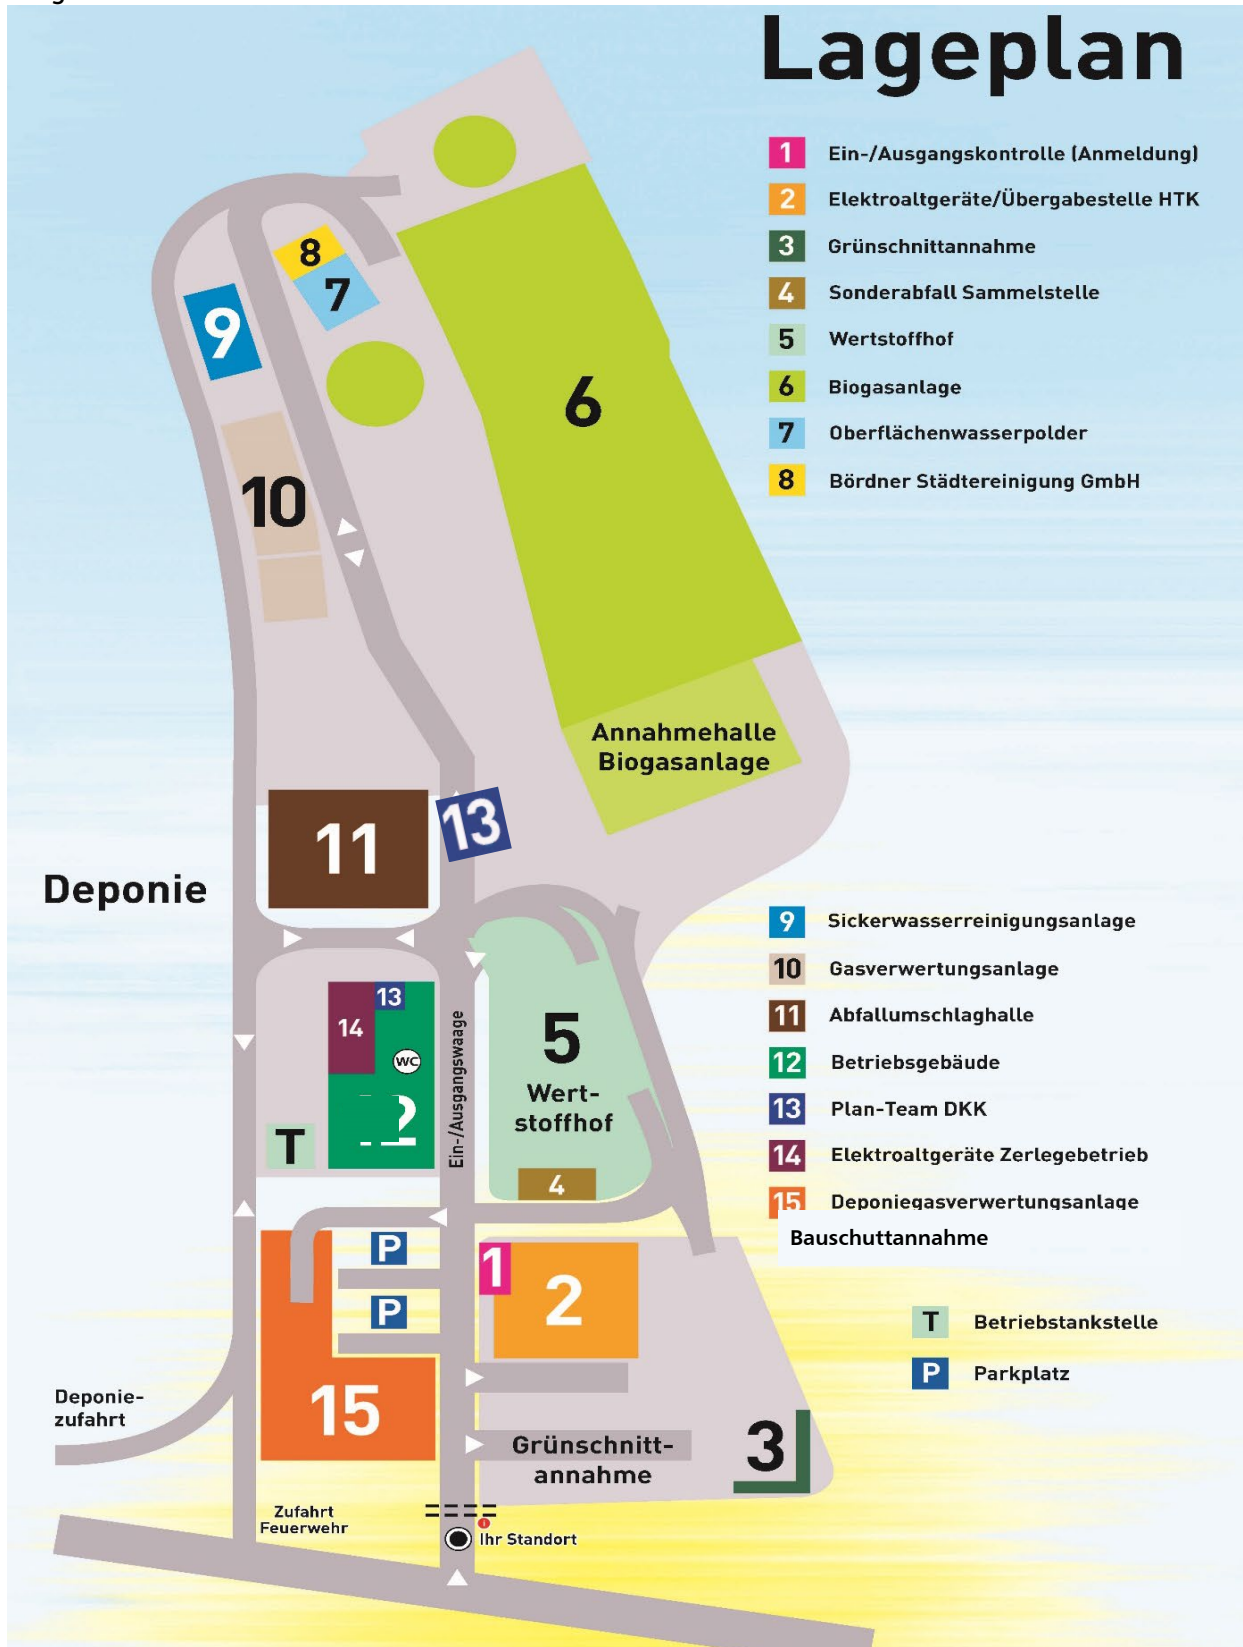 Lageplan
1 Ein-/Ausgangskontrolle (Anmeldung)
2 Elektroaltgeräte/Übergabestelle HTK
3 Grünschnittannahme
4 Sonderabfall Sammelstelle
5 Wertstoffhof
6 Biogasanlage
7 Oberflächenwasserpolder
8 Bördner Städtereinigung GmbH
8
7
9
6
10
Annahmehalle
Biogasanlage
13
11
Deponie
9 Sickerwasserreinigungsanlage
10 Gasverwertungsanlage
11 Abfallumschlaghalle
12 Betriebsgebäude
13 Plan-Team DKK
14 Elektroaltgeräte Zerlegebetrieb
15 Deponiegasverwertungsanlage
Bauschuttannahme
13
14
WC
2
T
Ein-/Ausgangswaage
5
Wert-
stoffhof
4
P
P
1
2
T Betriebstankstelle
P Parkplatz
15
Deponie-
zufahrt
Grünschnitt-
annahme
3
Zufahrt
Feuerwehr
i
Ihr Standort